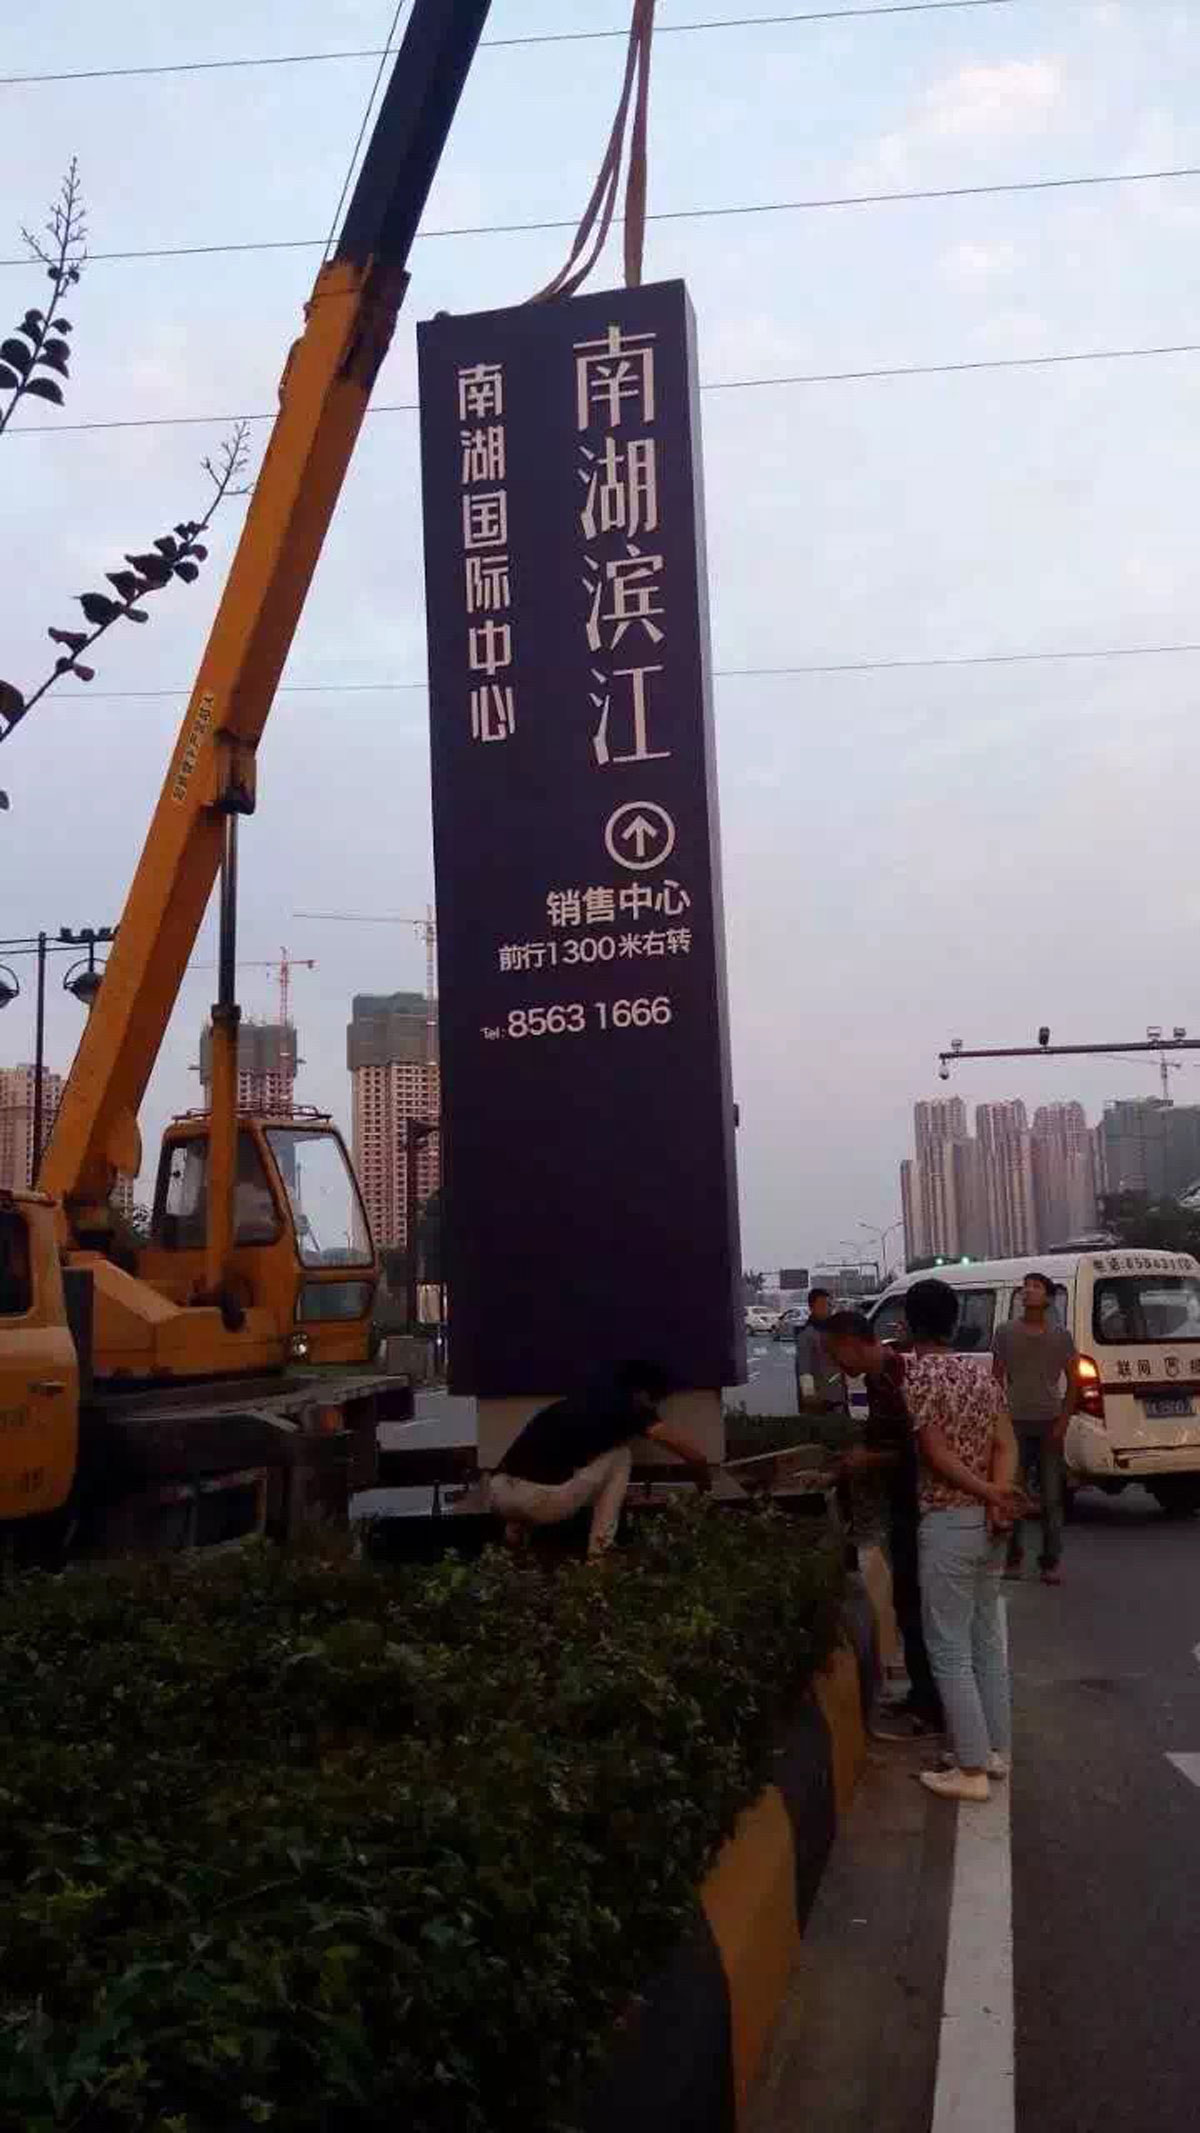 南湖滨江
南湖国际中心
销售中心
前行1300米右转
Tel: 8563 1666